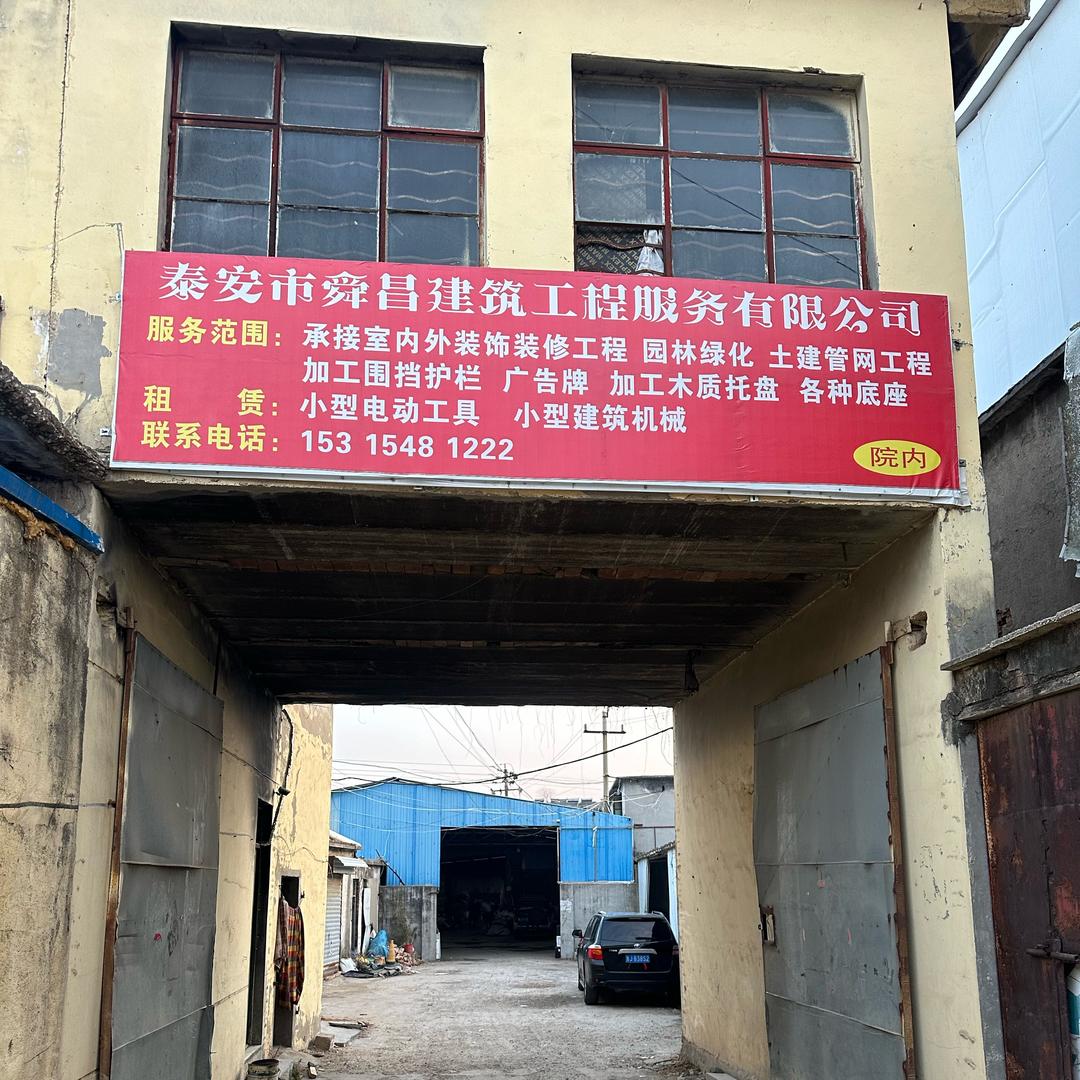 泰安市舜昌建筑工程服务有限公司
服务范围：承接室内外装饰装修工程 园林绿化 土建管网工程
加工围挡护栏 广告牌 加工木质托盘 各种底座
租 赁：小型电动工具 小型建筑机械
联系电话：153 1548 1222
院内